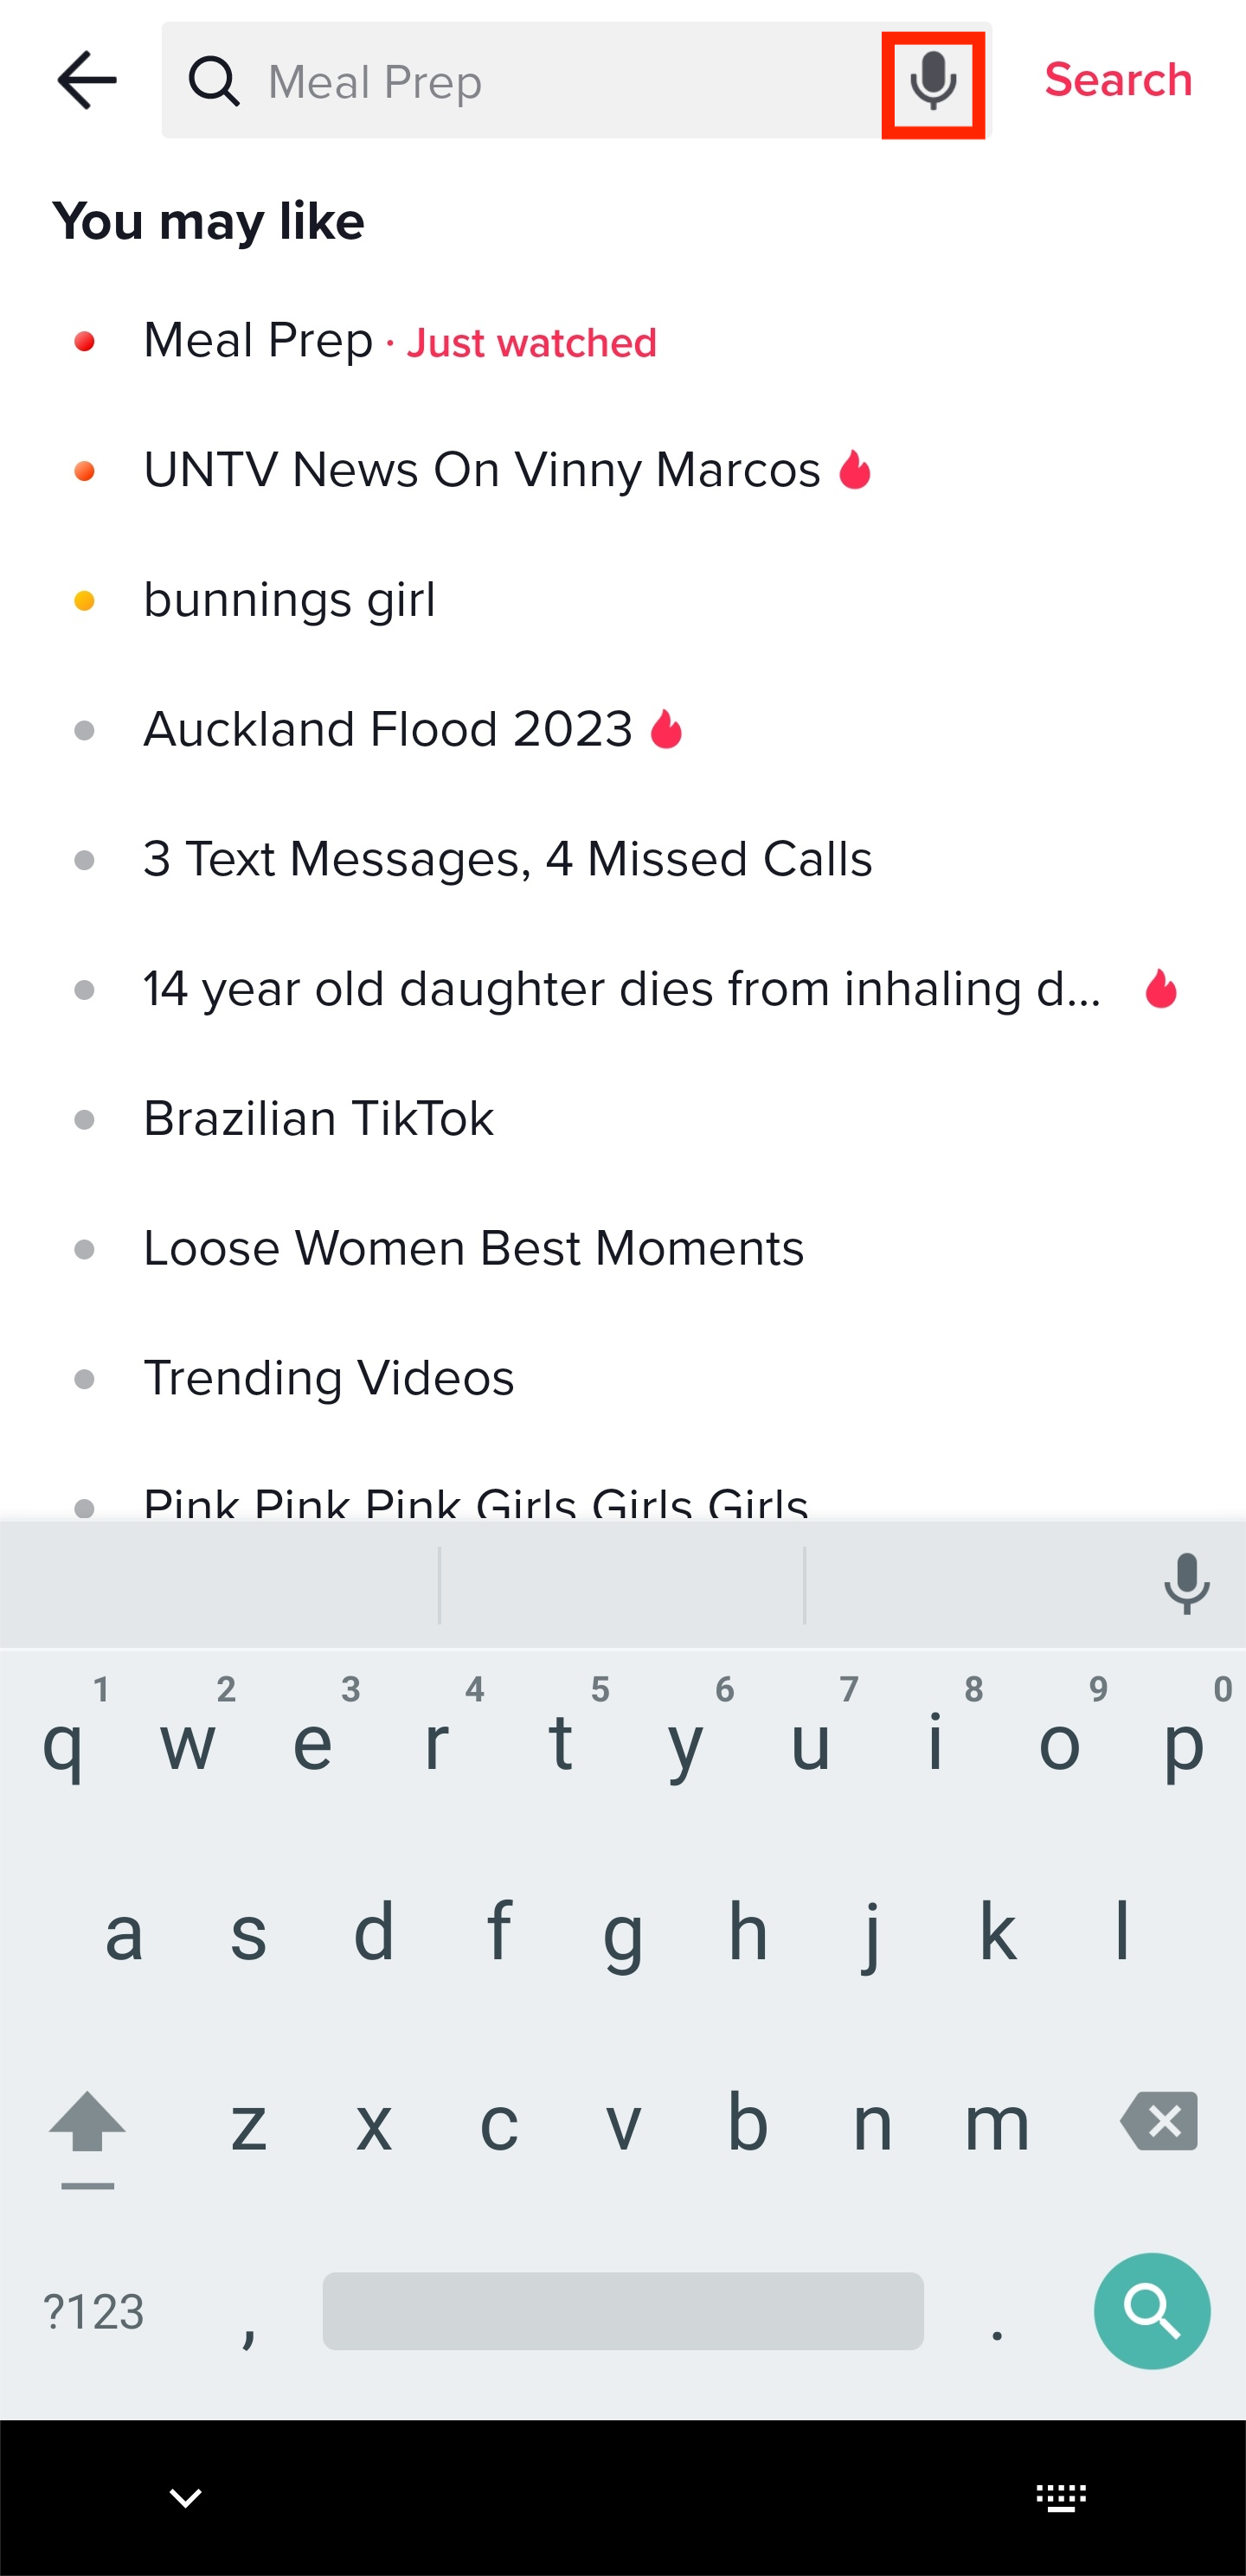 Meal Prep
Search
You may like
Meal Prep · Just watched
UNTV News On Vinny Marcos
bunnings girl
Auckland Flood 2023
3 Text Messages, 4 Missed Calls
14 year old daughter dies from inhaling d...
Brazilian TikTok
Loose Women Best Moments
Trending Videos
Pink Pink Pink Girls Girls Girls
1 2 3 4 5 6 7 8 9 0
q w e r t y u i o p
a s d f g h j k l
z x c v b n m
?123 , .